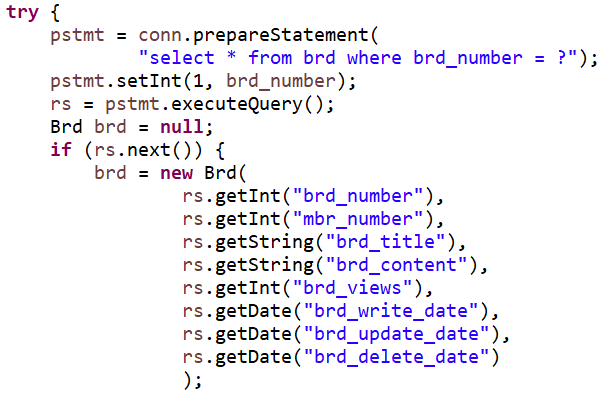 try {
    pstmt = conn.prepareStatement(
            "select * from brd where brd_number = ?");
    pstmt.setInt(1, brd_number);
    rs = pstmt.executeQuery();
    Brd brd = null;
    if (rs.next()) {
        brd = new Brd(
                rs.getInt("brd_number"),
                rs.getInt("mbr_number"),
                rs.getString("brd_title"),
                rs.getString("brd_content"),
                rs.getInt("brd_views"),
                rs.getDate("brd_write_date"),
                rs.getDate("brd_update_date"),
                rs.getDate("brd_delete_date")
                );